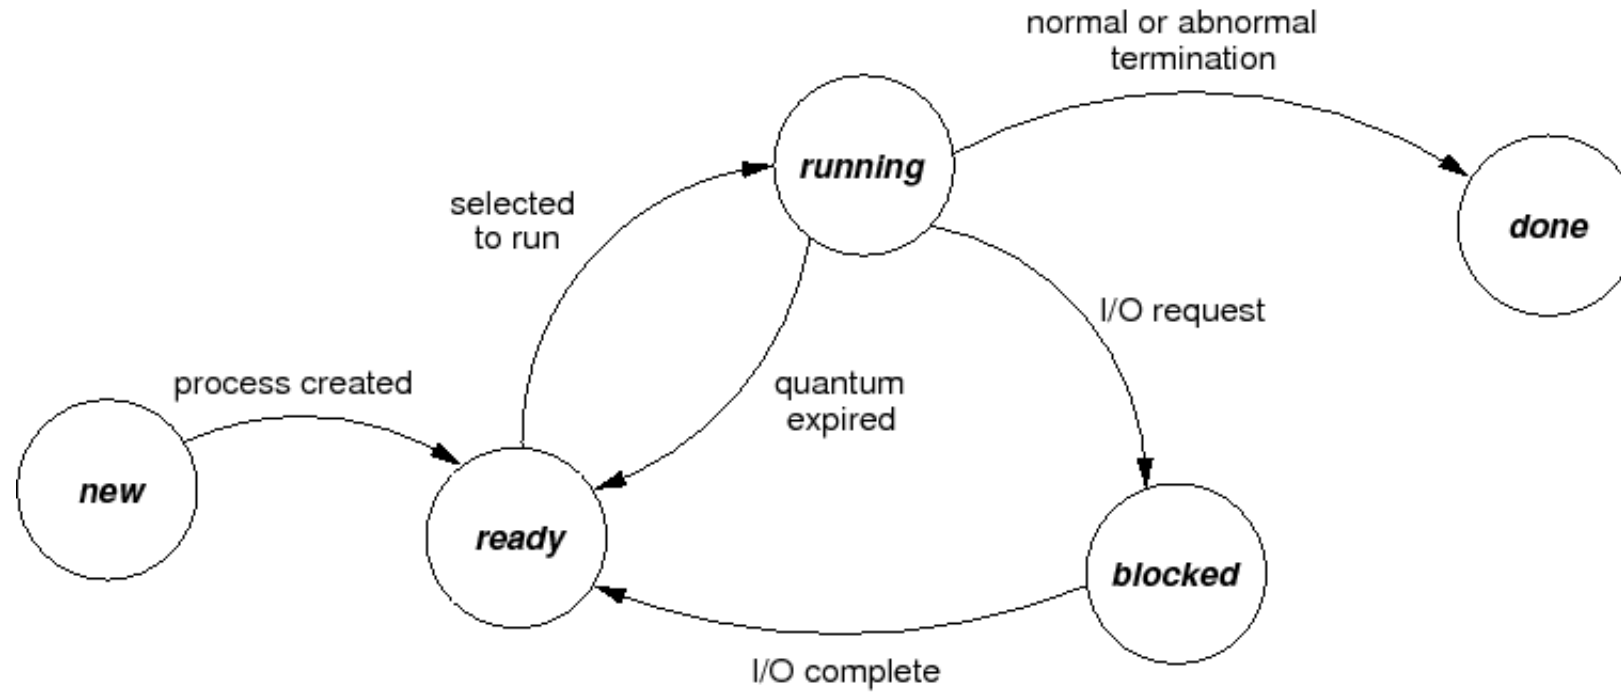 normal or abnormal
termination
running
selected
to run
done
I/O request
process created
quantum
expired
new
ready
blocked
I/O complete